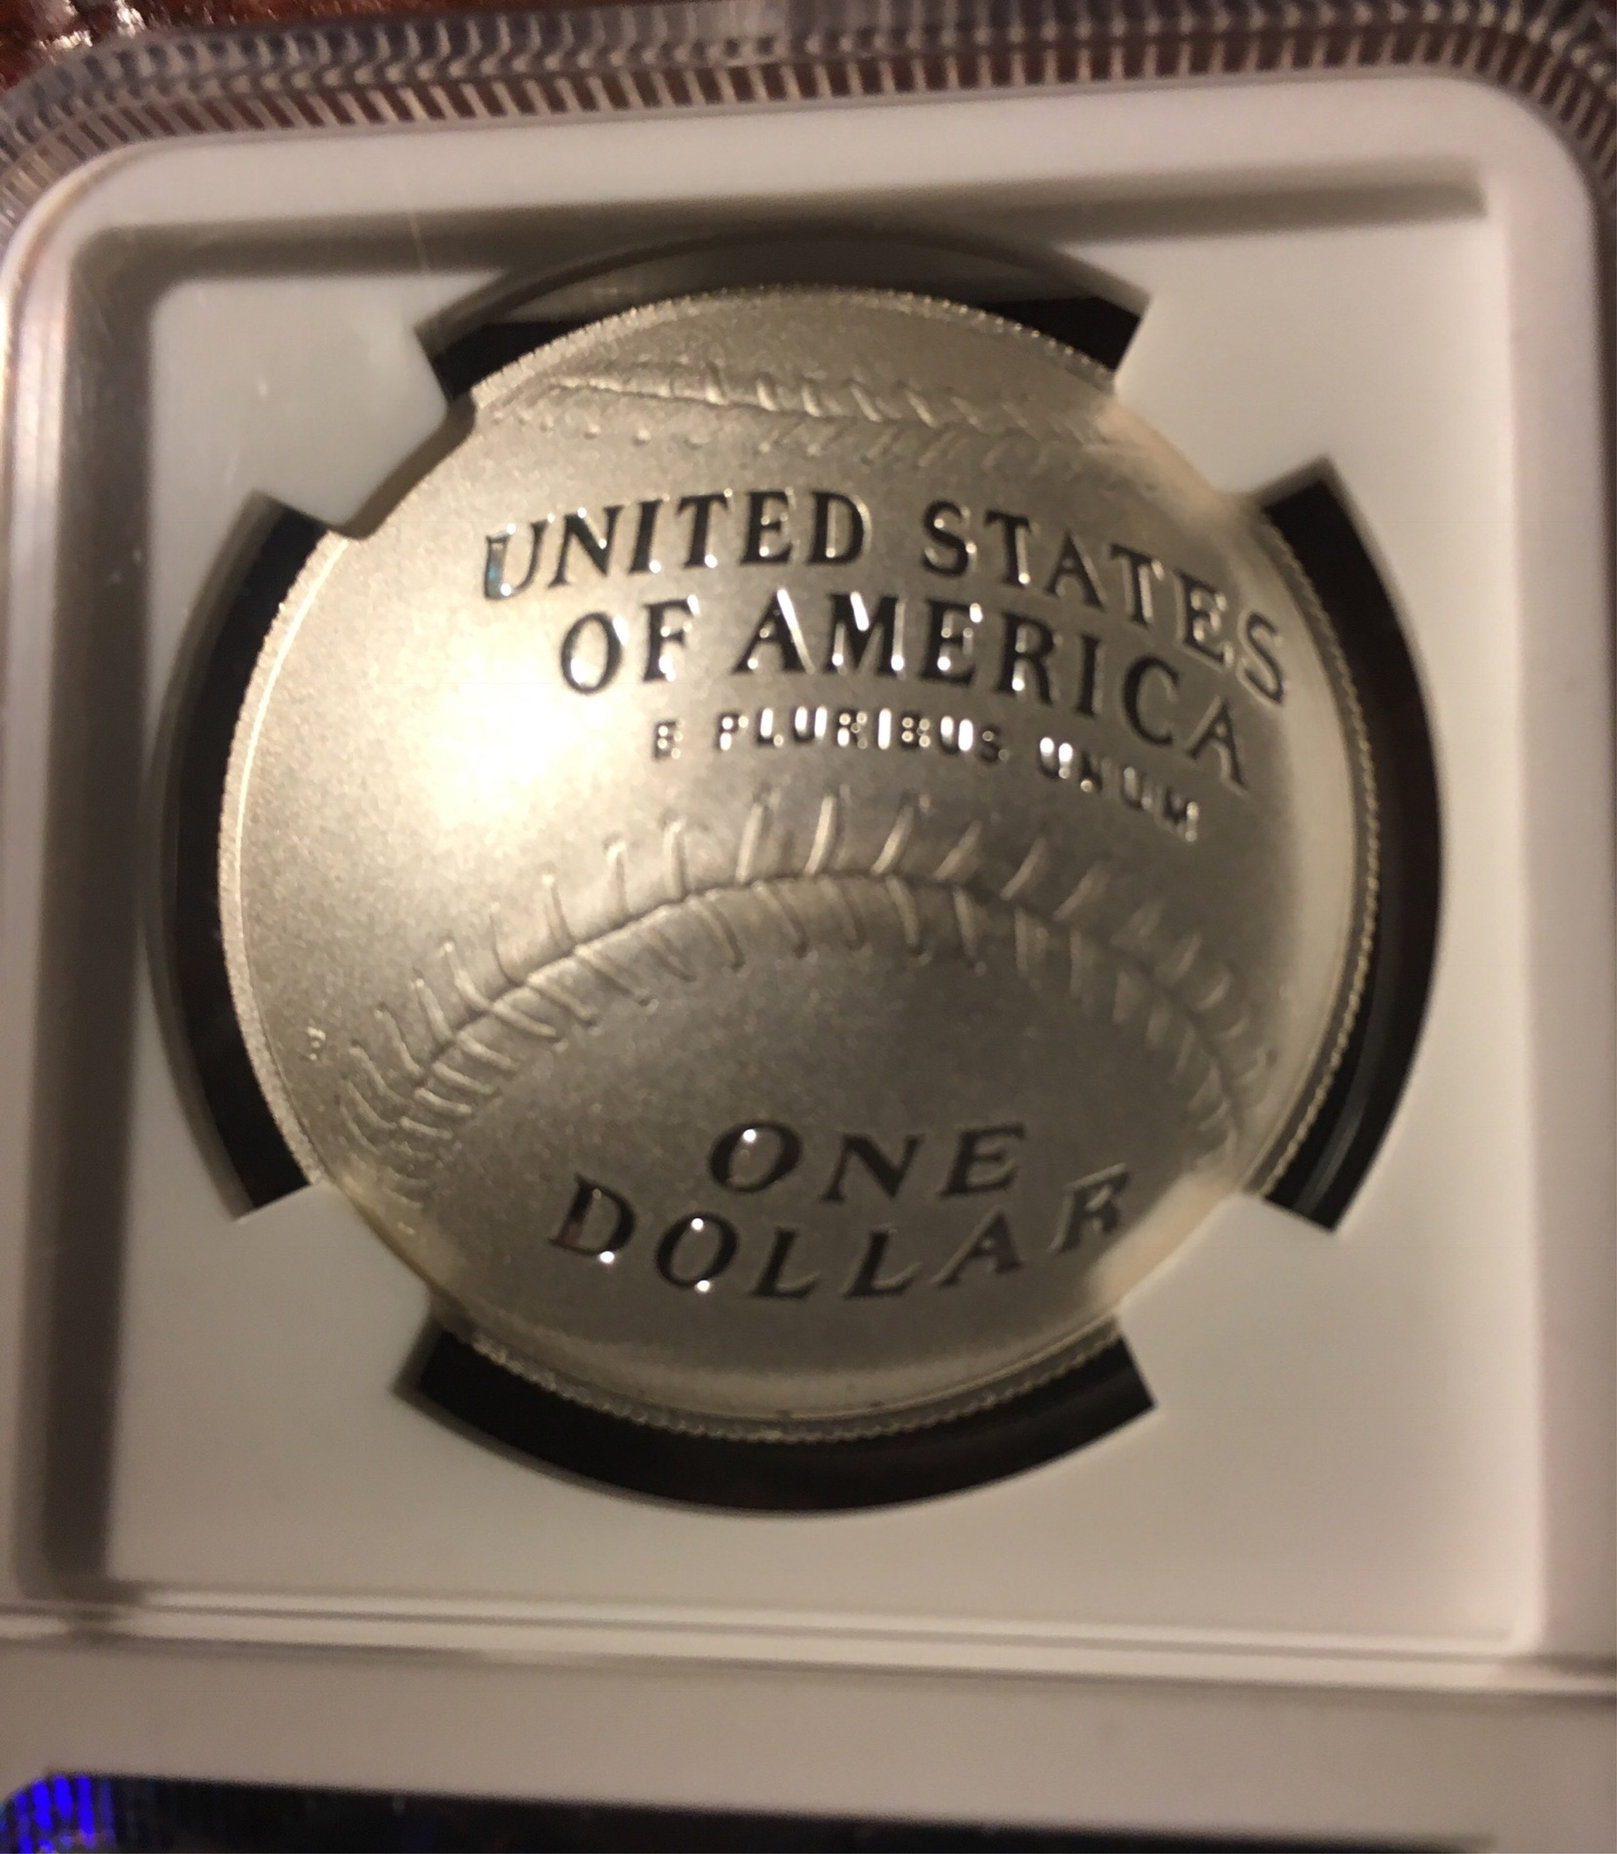 UNITED STATES
OF AMERICA
E PLURIBUS UNUM
ONE
DOLLAR